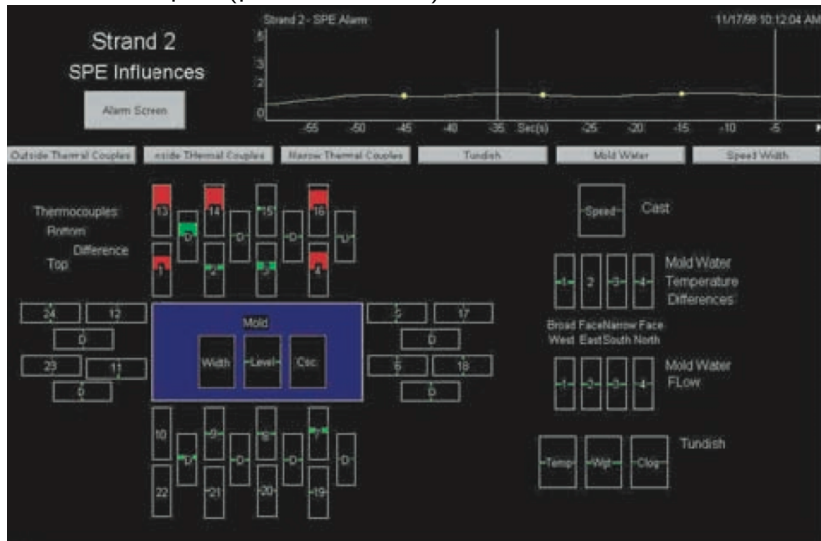 Strand 2
SPE Influences
Alarm Screen
Strand 2 - SPE Alarm
11/17/99 10:12:04 AM
5
3
2
0
-55 -50 -45 -40 -35 Sec(s) -25 -20 -15 -10 -5
Outside Thermal Couples
nside THermal Couples
Narrow Thermal Couples
Tundish
Mold Water
Speed Width
Thermocouples
Bottom
Difference
Top
13 14 15 16
D D D D
1 2 3 4
24 12
D
23 11
D
Mold
Width Level Csc
5 17
D
6 18
D
10 9 8 7
D D D D
22 21 20 19
Speed
Cast
1 2 3 4
Mold Water
Temperature
Differences
Broad FaceNarrow Face
West EastSouth North
1 2 3 4
Mold Water
FLow
Temp Wgt Clog
Tundish